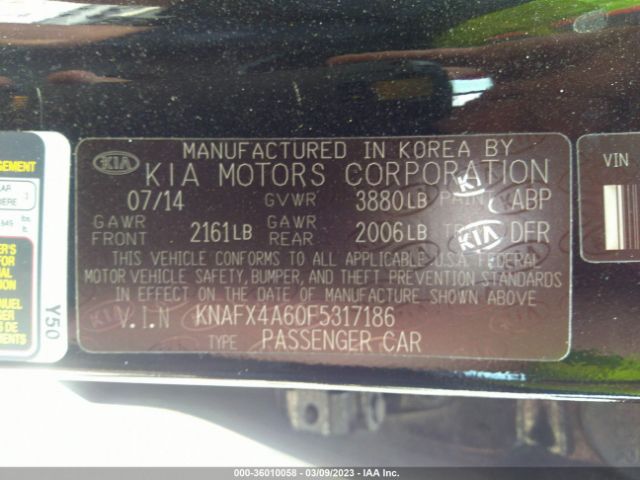 MANUFACTURED IN KOREA BY
KIA KIA MOTORS CORPORATION
07/14 GVWR 3880LB PAINT ABP
GAWR FRONT 2161LB GAWR REAR 2006LB DFR
THIS VEHICLE CONFORMS TO ALL APPLICABLE U.S.A FEDERAL
MOTOR VEHICLE SAFETY, BUMPER, AND THEFT PREVENTION STANDARDS
IN EFFECT ON THE DATE OF MANUFACTURE SHOWN ABOVE
V.I.N KNAFX4A60F5317186
TYPE PASSENGER CAR
VIN
Y50
000-36010058 - 03/09/2023 - IAA Inc.